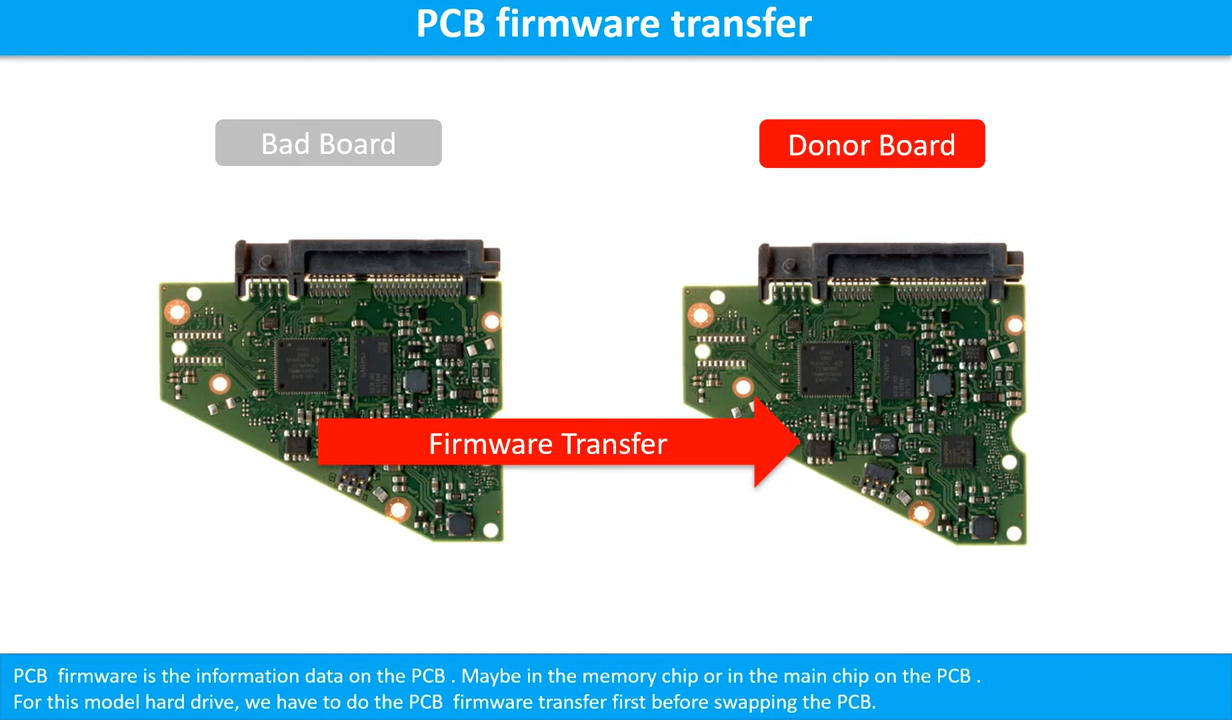 PCB firmware transfer
Bad Board
Donor Board
Firmware Transfer
PCB  firmware is the information data on the PCB . Maybe in the memory chip or in the main chip on the PCB .
For this model hard drive, we have to do the PCB  firmware transfer first before swapping the PCB.